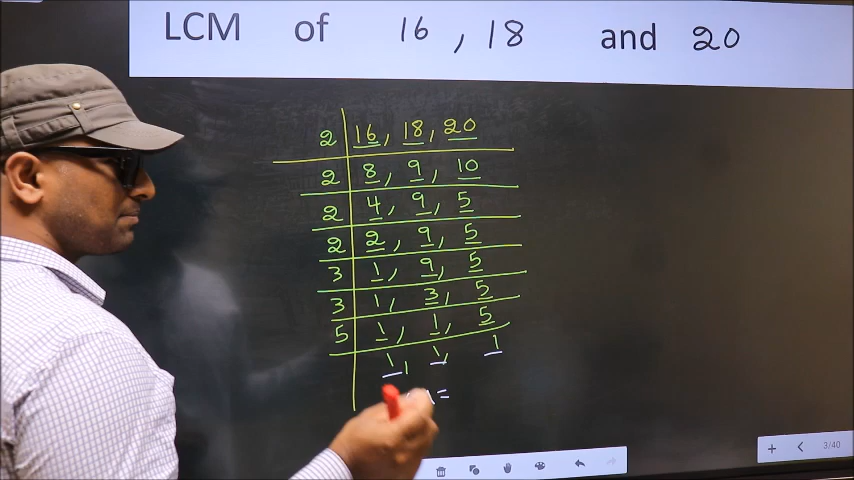 LCM of 16 , 18 and 20
2 16, 18, 20
2 8, 9, 10
2 4, 9, 5
2 2, 9, 5
3 1, 9, 5
3 1, 3, 5
5 1, 1, 5
1, 1, 1
=
3/40